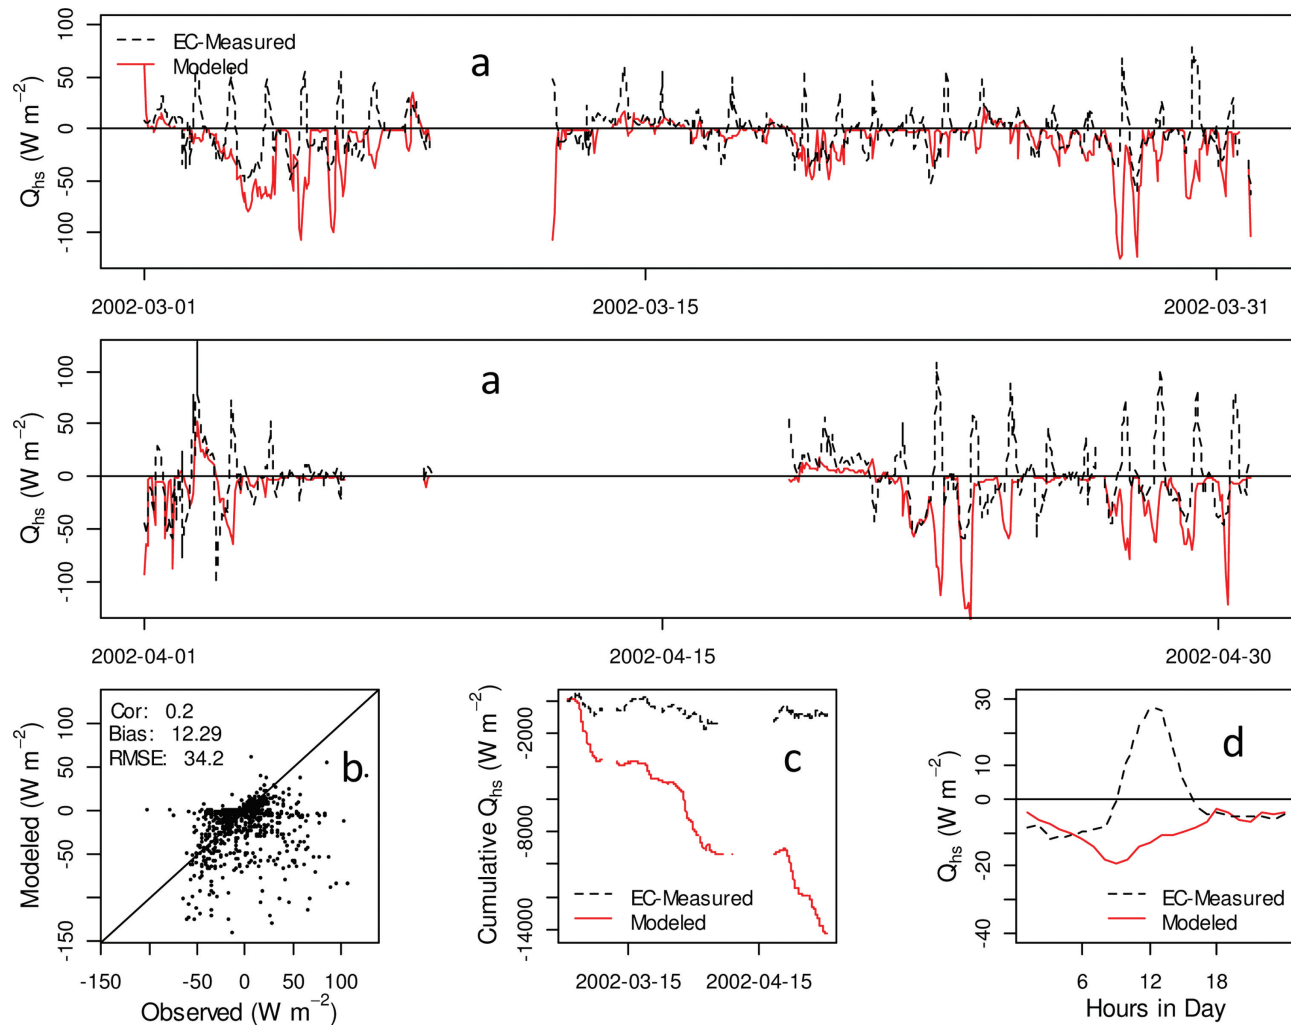 100
50
0
-50
-100
Qhs (W m−2)
EC-Measured
Modeled
a
2002-03-01
2002-03-15
2002-03-31
100
50
0
-50
-100
Qhs (W m−2)
a
2002-04-01
2002-04-15
2002-04-30
100
50
0
-50
-150
Modeled (W m−2)
Cor: 0.2
Bias: 12.29
RMSE: 34.2
b
-150
-50
0
50
100
Observed (W m−2)
-2000
-8000
-14000
Cumulative Qhs (W m−2)
c
EC-Measured
Modeled
2002-03-15
2002-04-15
30
10
0
-20
-40
Qhs (W m−2)
d
EC-Measured
Modeled
6
12
18
Hours in Day